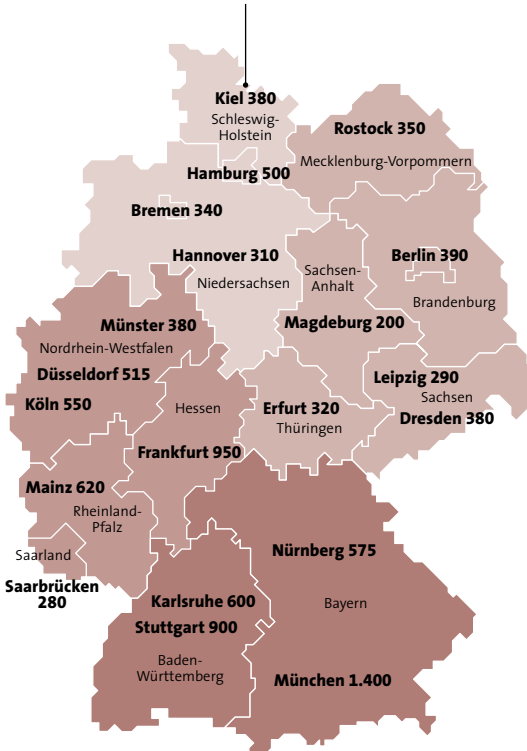 Kiel 380
Schleswig-
Holstein
Rostock 350
Mecklenburg-Vorpommern
Hamburg 500
Bremen 340
Hannover 310
Niedersachsen
Sachsen-
Anhalt
Berlin 390
Brandenburg
Magdeburg 200
Münster 380
Nordrhein-Westfalen
Düsseldorf 515
Köln 550
Hessen
Leipzig 290
Sachsen
Dresden 380
Erfurt 320
Thüringen
Frankfurt 950
Mainz 620
Rheinland-
Pfalz
Saarland
Saarbrücken
280
Nürnberg 575
Bayern
Karlsruhe 600
Stuttgart 900
Baden-
Württemberg
München 1.400